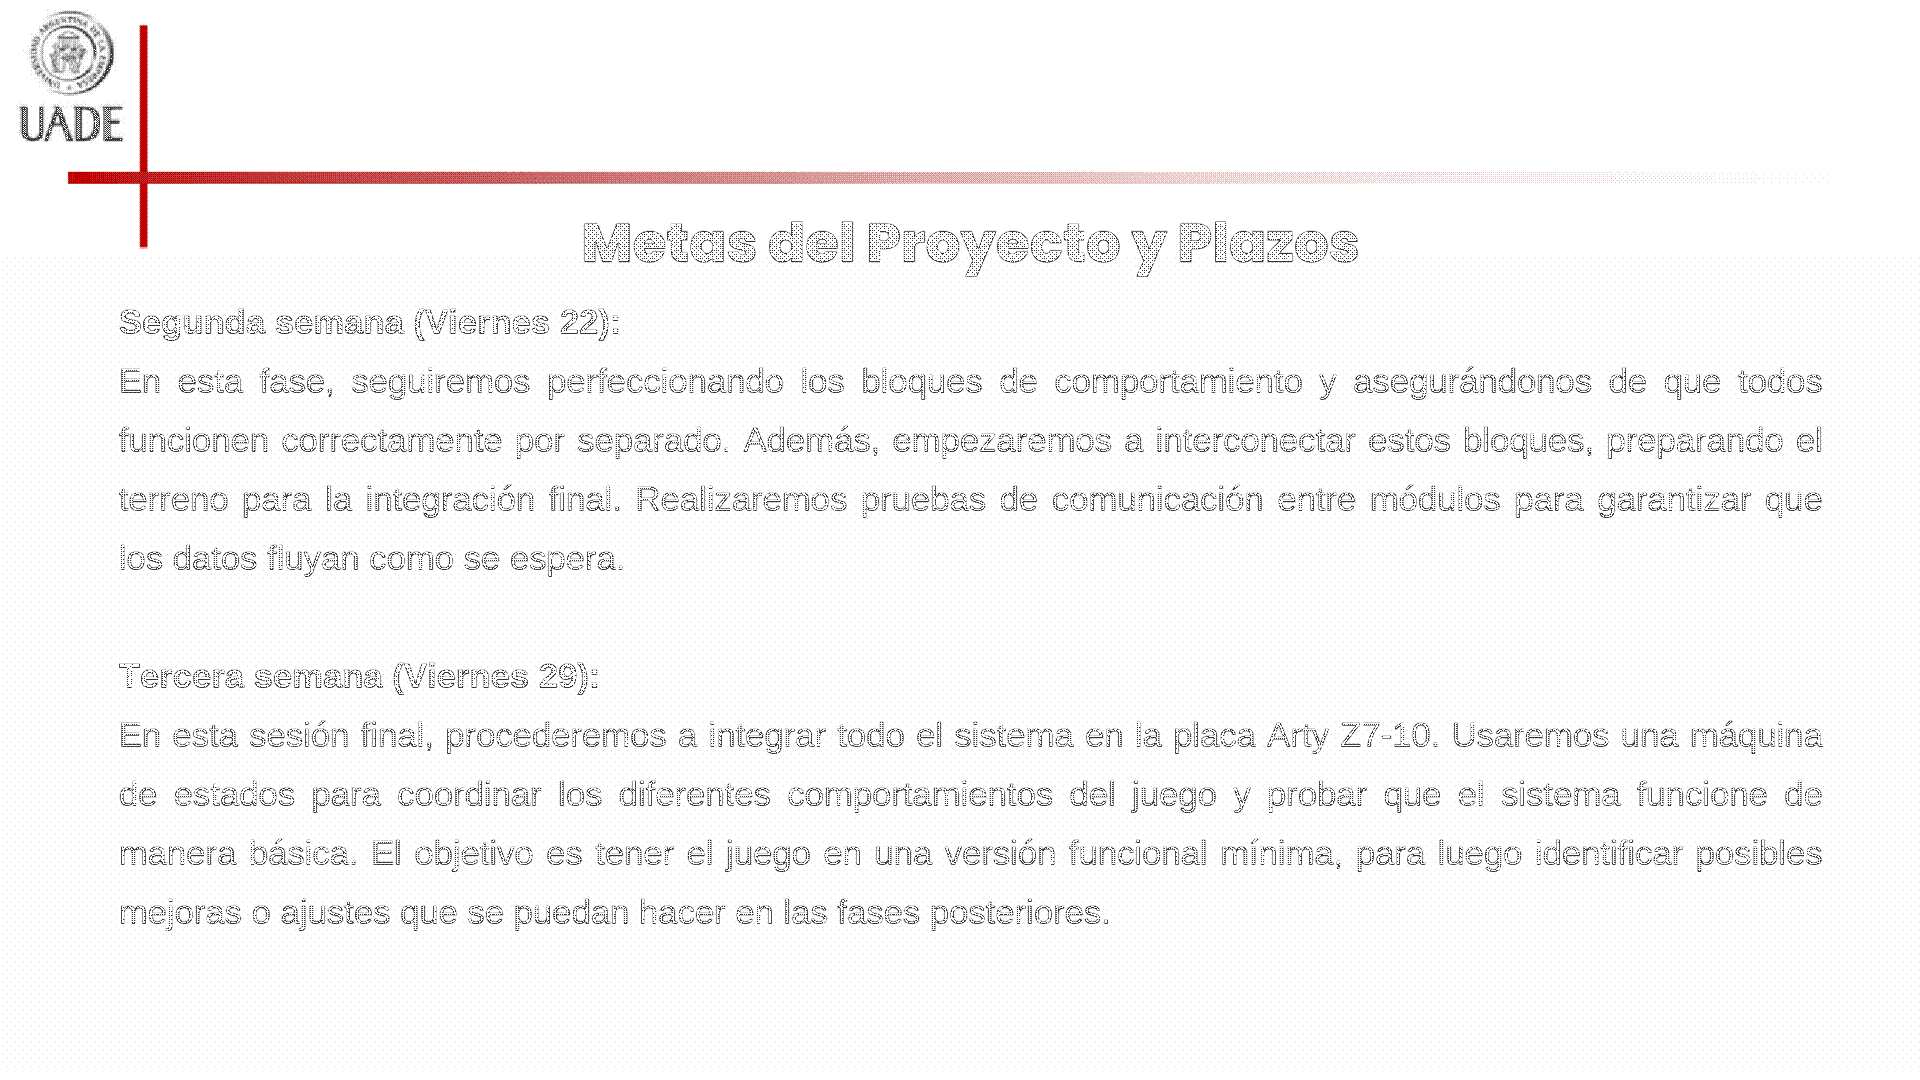 UNIVERSIDAD ARGENTINA DE LA EMPRESA
UADE
Metas del Proyecto y Plazos
Segunda semana (Viernes 22):
En esta fase, seguiremos perfeccionando los bloques de comportamiento y asegurándonos de que todos
funcionen correctamente por separado. Además, empezaremos a interconectar estos bloques, preparando el
terreno para la integración final. Realizaremos pruebas de comunicación entre módulos para garantizar que
los datos fluyan como se espera.
Tercera semana (Viernes 29):
En esta sesión final, procederemos a integrar todo el sistema en la placa Arty Z7-10. Usaremos una máquina
de estados para coordinar los diferentes comportamientos del juego y probar que el sistema funcione de
manera básica. El objetivo es tener el juego en una versión funcional mínima, para luego identificar posibles
mejoras o ajustes que se puedan hacer en las fases posteriores.